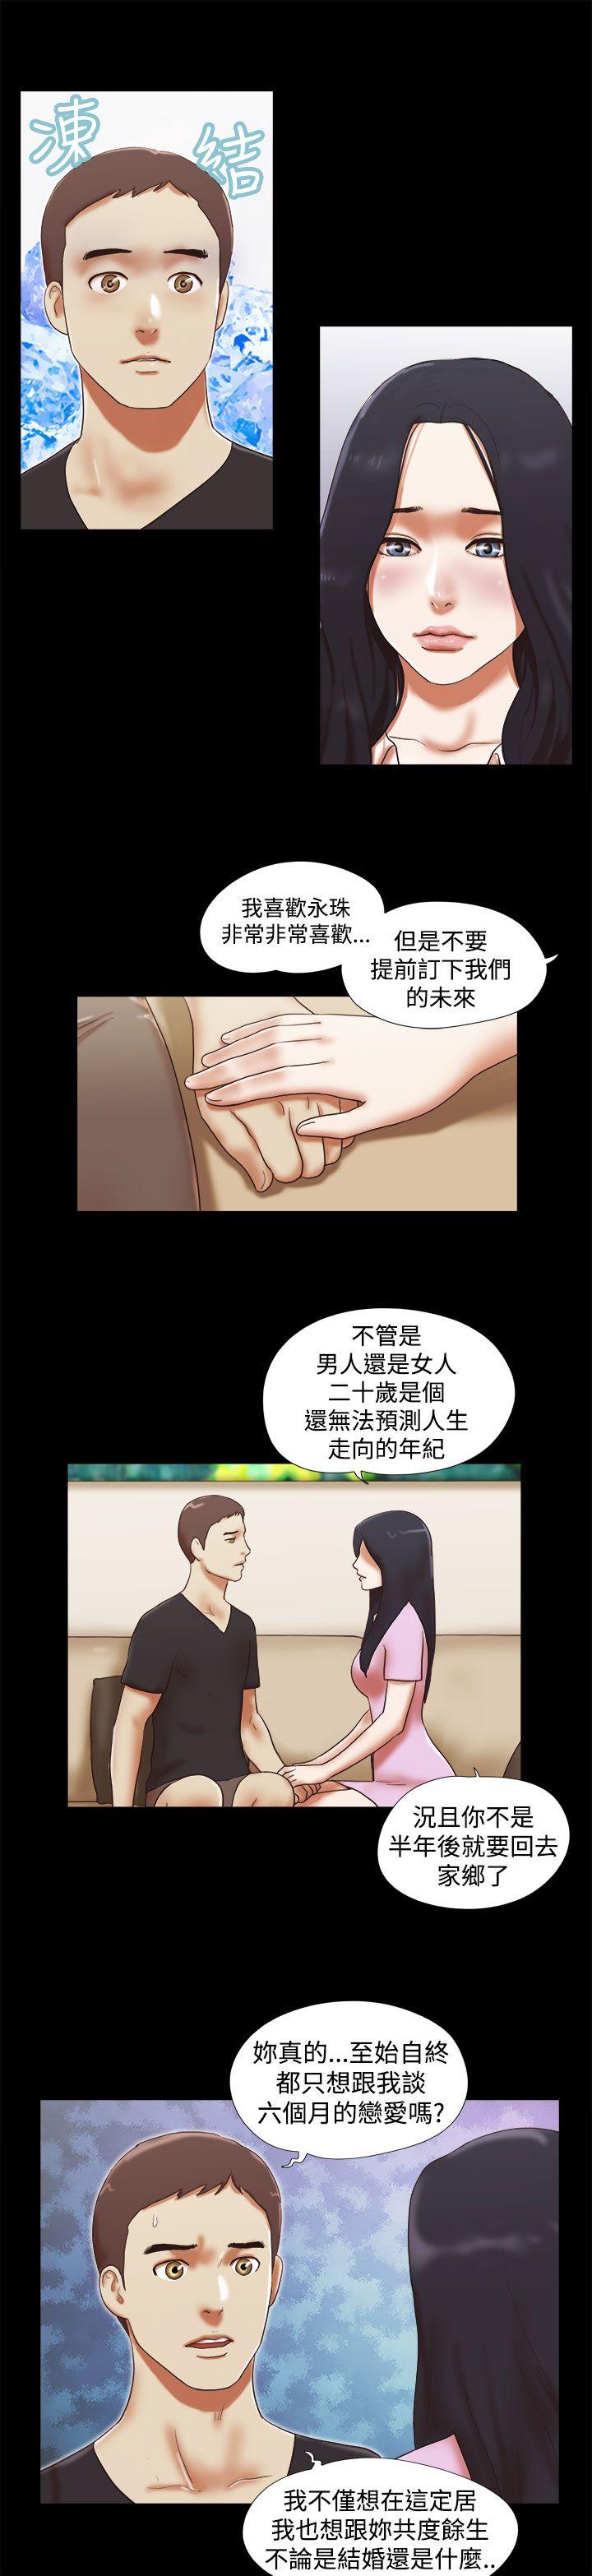 凍結
我喜歡永珠
非常非常喜歡...
但是不要
提前訂下我們
的未來
不管是
男人還是女人
二十歲是個
還無法預測人生
走向的年紀
況且你不是
半年後就要回去
家鄉了
妳真的...至始自終
都只想跟我談
六個月的戀愛嗎?
我不僅想在這定居
我也想跟妳共度餘生
不論是結婚還是什麼..